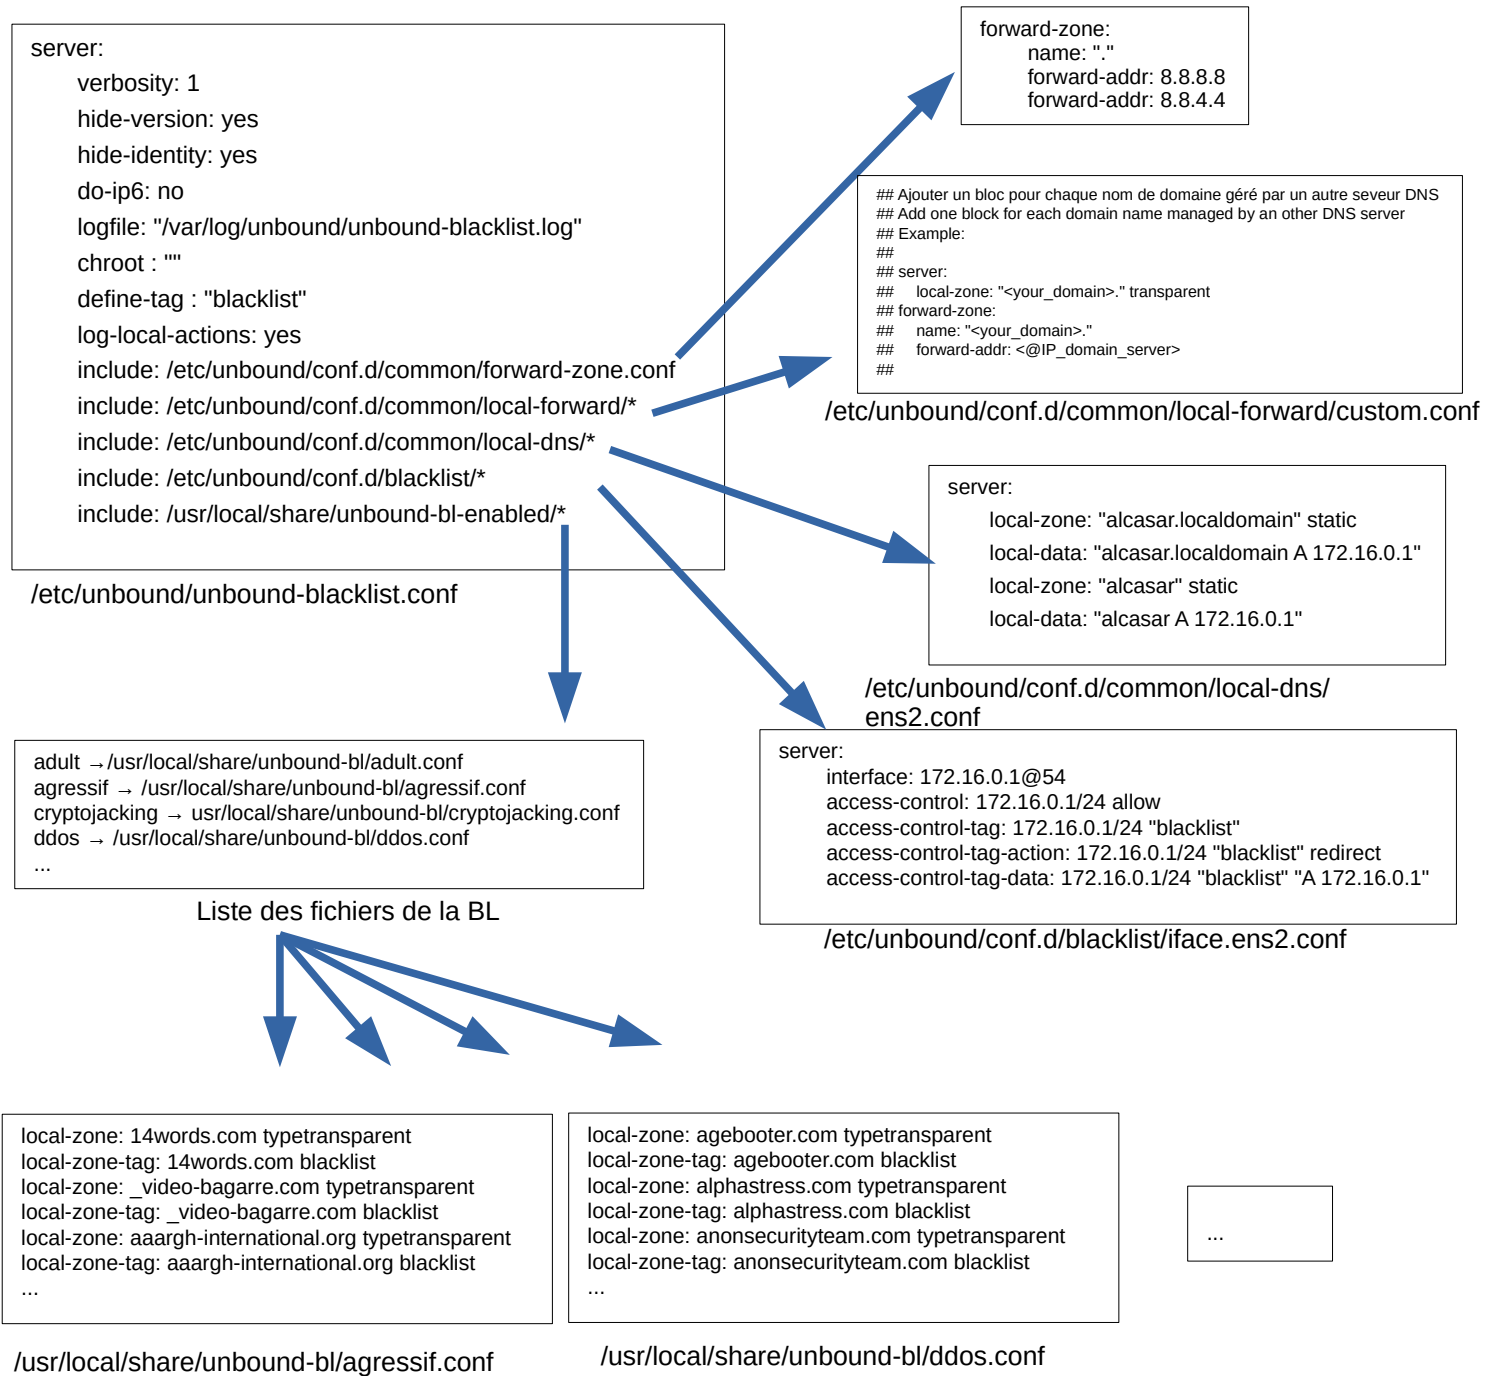 server:
verbosity: 1
hide-version: yes
hide-identity: yes
do-ip6: no
logfile: "/var/log/unbound/unbound-blacklist.log"
chroot : ""
define-tag : "blacklist"
log-local-actions: yes
include: /etc/unbound/conf.d/common/forward-zone.conf
include: /etc/unbound/conf.d/common/local-forward/*
include: /etc/unbound/conf.d/common/local-dns/*
include: /etc/unbound/conf.d/blacklist/*
include: /usr/local/share/unbound-bl-enabled/*
/etc/unbound/unbound-blacklist.conf
forward-zone:
name: "."
forward-addr: 8.8.8.8
forward-addr: 8.8.4.4
## Ajouter un bloc pour chaque nom de domaine géré par un autre seveur DNS
## Add one block for each domain name managed by an other DNS server
## Example:
##
## server:
## local-zone: "<your_domain>." transparent
## forward-zone:
## name: "<your_domain>."
## forward-addr: <@IP_domain_server>
##
/etc/unbound/conf.d/common/local-forward/custom.conf
server:
local-zone: "alcasar.localdomain" static
local-data: "alcasar.localdomain A 172.16.0.1"
local-zone: "alcasar" static
local-data: "alcasar A 172.16.0.1"
/etc/unbound/conf.d/common/local-dns/
ens2.conf
server:
interface: 172.16.0.1@54
access-control: 172.16.0.1/24 allow
access-control-tag: 172.16.0.1/24 "blacklist"
access-control-tag-action: 172.16.0.1/24 "blacklist" redirect
access-control-tag-data: 172.16.0.1/24 "blacklist" "A 172.16.0.1"
/etc/unbound/conf.d/blacklist/iface.ens2.conf
adult →/usr/local/share/unbound-bl/adult.conf
agressif → /usr/local/share/unbound-bl/agressif.conf
cryptojacking → usr/local/share/unbound-bl/cryptojacking.conf
ddos → /usr/local/share/unbound-bl/ddos.conf
...
Liste des fichiers de la BL
local-zone: 14words.com typetransparent
local-zone-tag: 14words.com blacklist
local-zone: _video-bagarre.com typetransparent
local-zone-tag: _video-bagarre.com blacklist
local-zone: aaargh-international.org typetransparent
local-zone-tag: aaargh-international.org blacklist
...
/usr/local/share/unbound-bl/agressif.conf
local-zone: agebooter.com typetransparent
local-zone-tag: agebooter.com blacklist
local-zone: alphastress.com typetransparent
local-zone-tag: alphastress.com blacklist
local-zone: anonsecurityteam.com typetransparent
local-zone-tag: anonsecurityteam.com blacklist
...
/usr/local/share/unbound-bl/ddos.conf
...